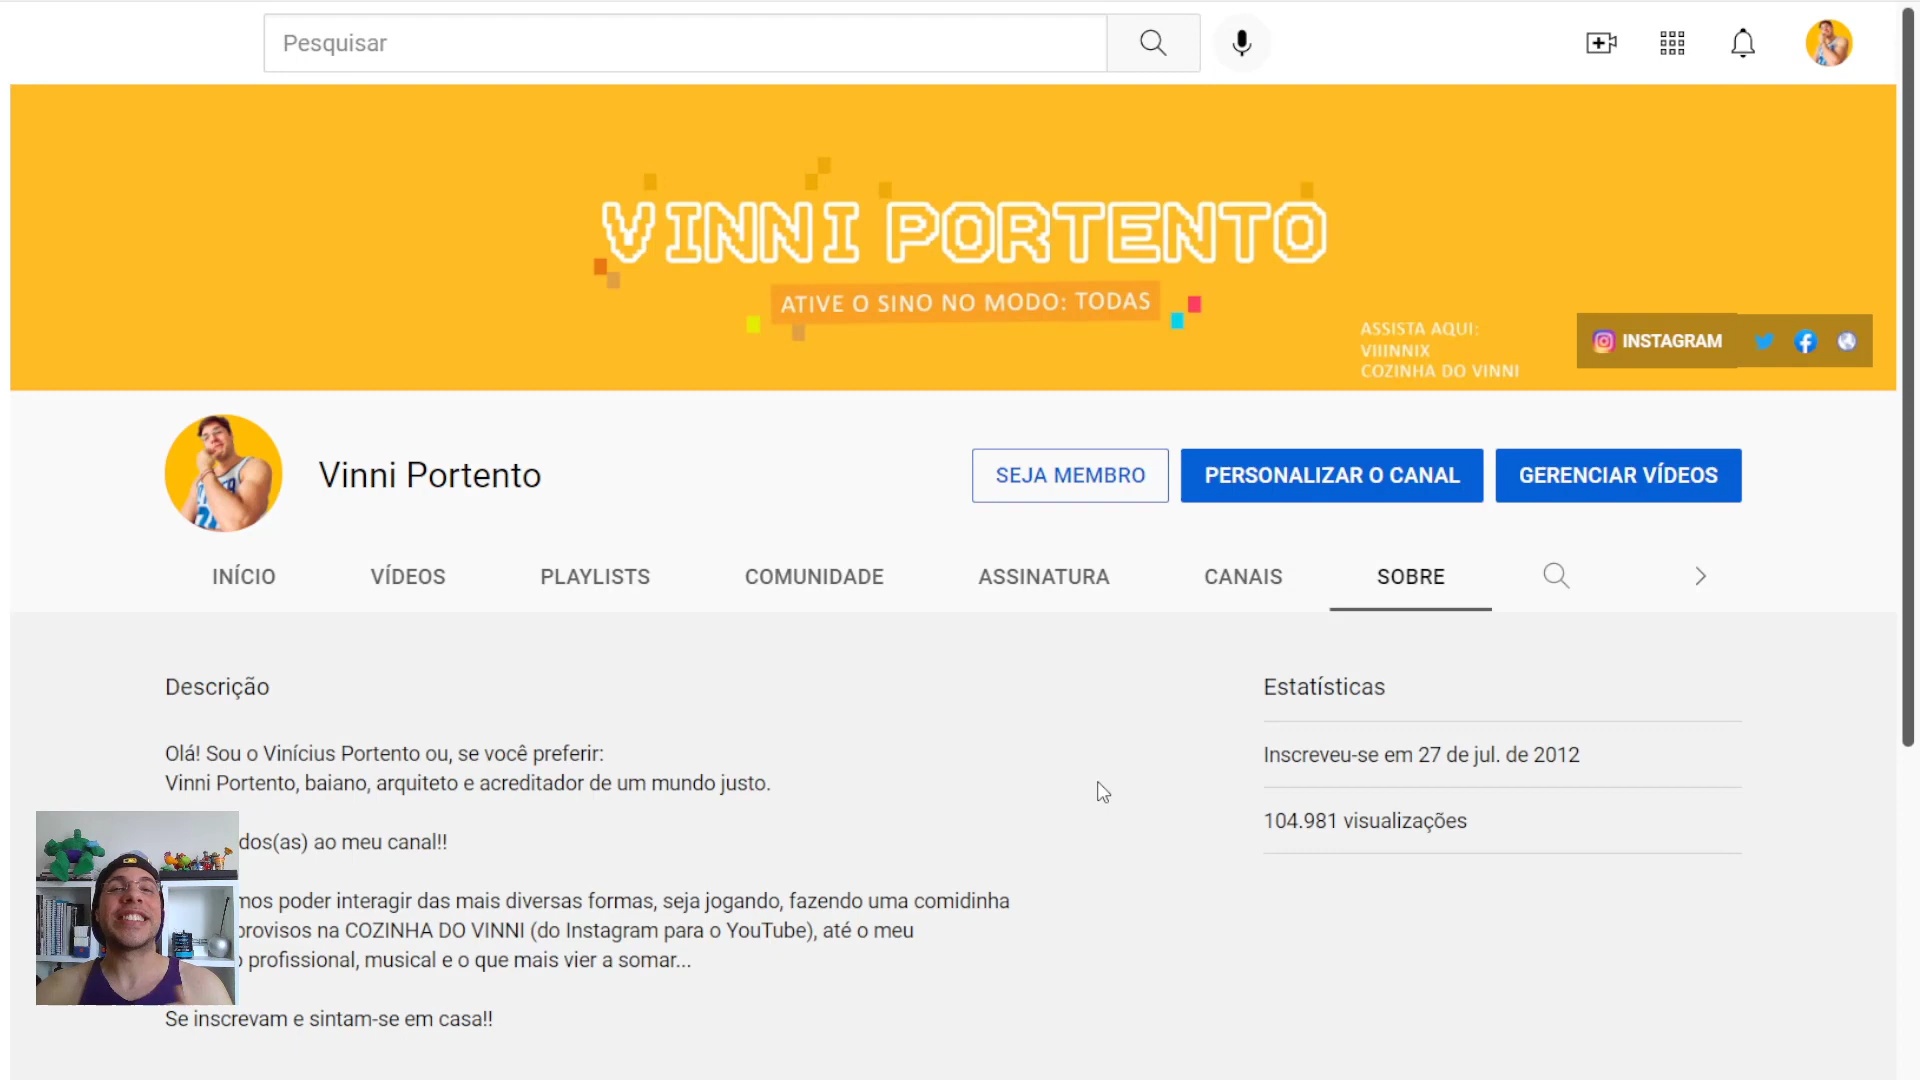 Pesquisar
VINNI PORTENTO
ATIVE O SINO NO MODO: TODAS
ASSISTA AQUI:
VIIINNIX
COZINHA DO VINNI
INSTAGRAM
Vinni Portento
SEJA MEMBRO
PERSONALIZAR O CANAL
GERENCIAR VÍDEOS
INÍCIO VÍDEOS PLAYLISTS COMUNIDADE ASSINATURA CANAIS SOBRE
Descrição
Olá! Sou o Vinícius Portento ou, se você preferir:
Vinni Portento, baiano, arquiteto e acreditador de um mundo justo.
dos(as) ao meu canal!!
mos poder interagir das mais diversas formas, seja jogando, fazendo uma comidinha
provisos na COZINHA DO VINNI (do Instagram para o YouTube), até o meu
profissional, musical e o que mais vier a somar...
Se inscrevam e sintam-se em casa!!
Estatísticas
Inscreveu-se em 27 de jul. de 2012
104.981 visualizações